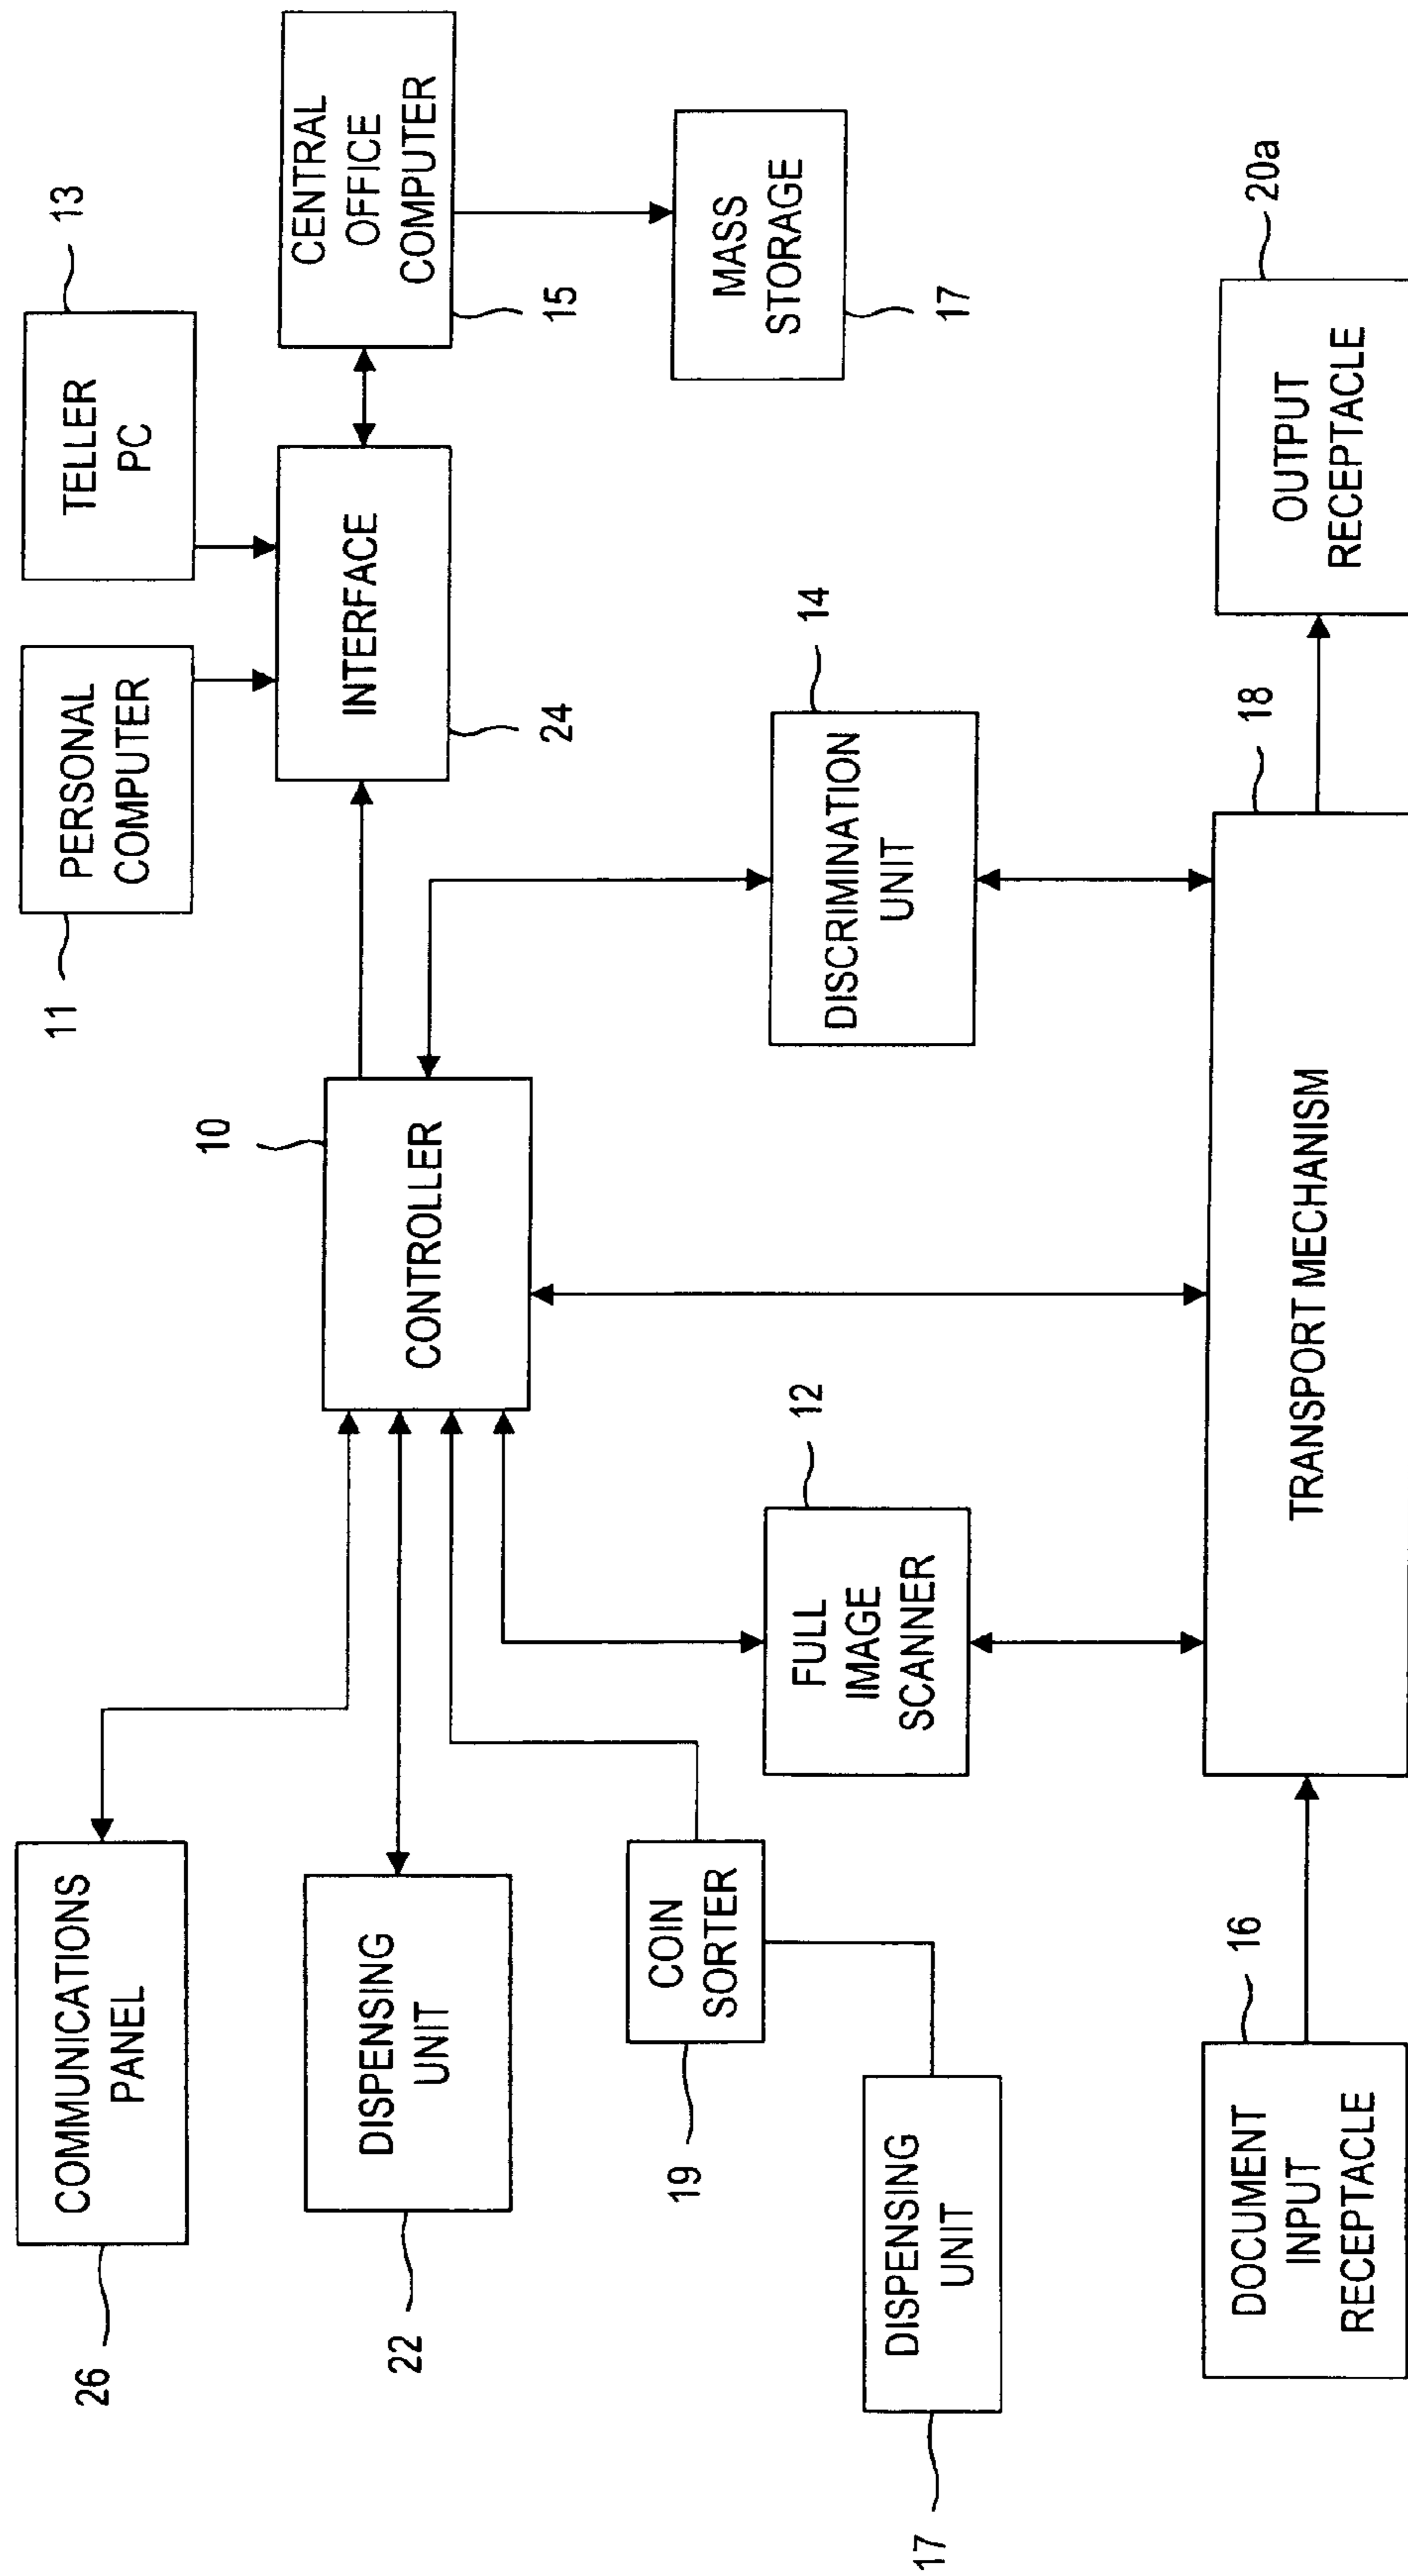 11
PERSONAL
COMPUTER
TELLER
PC
13
INTERFACE
24
CENTRAL
OFFICE
COMPUTER
15
MASS
STORAGE
17
26
COMMUNICATIONS
PANEL
22
DISPENSING
UNIT
10
CONTROLLER
19
COIN
SORTER
17
DISPENSING
UNIT
FULL
IMAGE
SCANNER
12
DISCRIMINATION
UNIT
14
DOCUMENT
INPUT
RECEPTACLE
16
TRANSPORT MECHANISM
18
OUTPUT
RECEPTACLE
20a